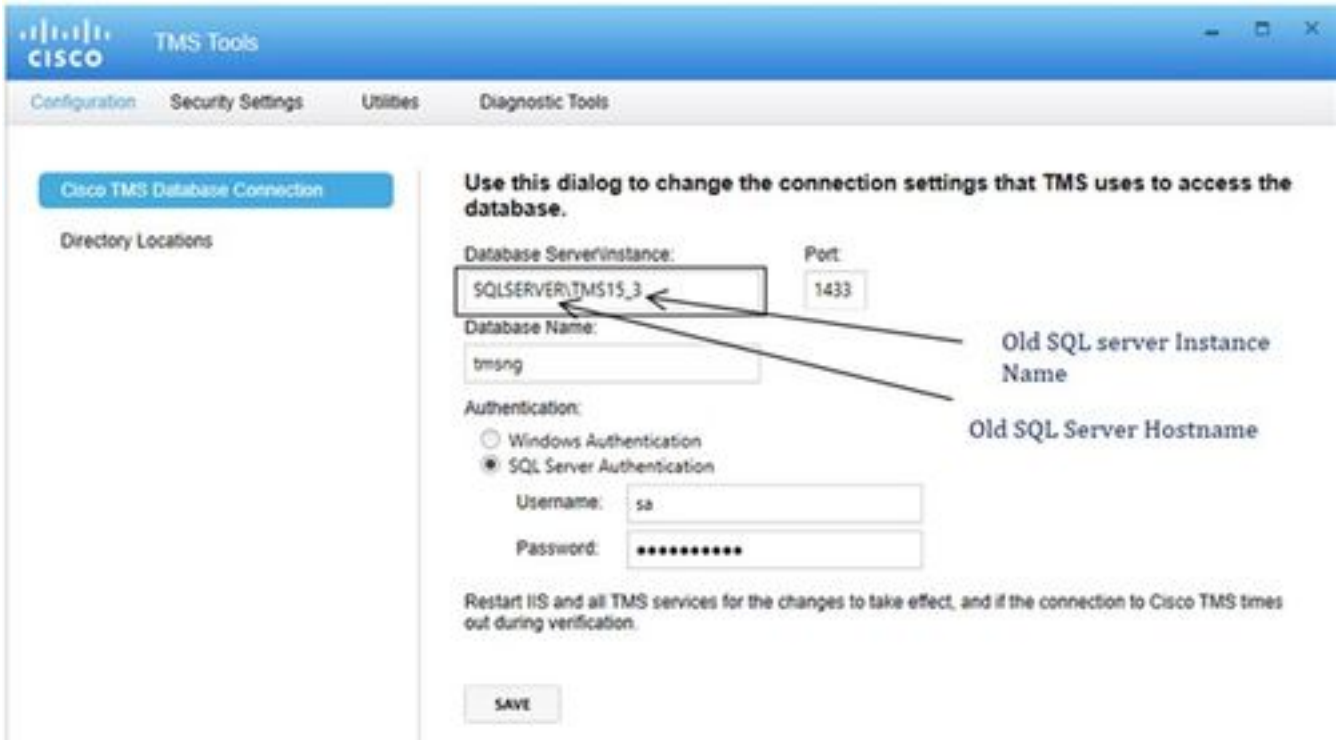 CISCO
TMS Tools
Configuration Security Settings Utilities Diagnostic Tools
Cisco TMS Database Connection
Directory Locations
Use this dialog to change the connection settings that TMS uses to access the
database.
Database Server\Instance: Port:
SQLSERVER\TMS15_3 1433
Database Name:
tmsng
Old SQL server Instance
Name
Old SQL Server Hostname
Authentication:
Windows Authentication
SQL Server Authentication
Username: sa
Password: ••••••••••
Restart IIS and all TMS services for the changes to take effect, and if the connection to Cisco TMS times
out during verification.
SAVE